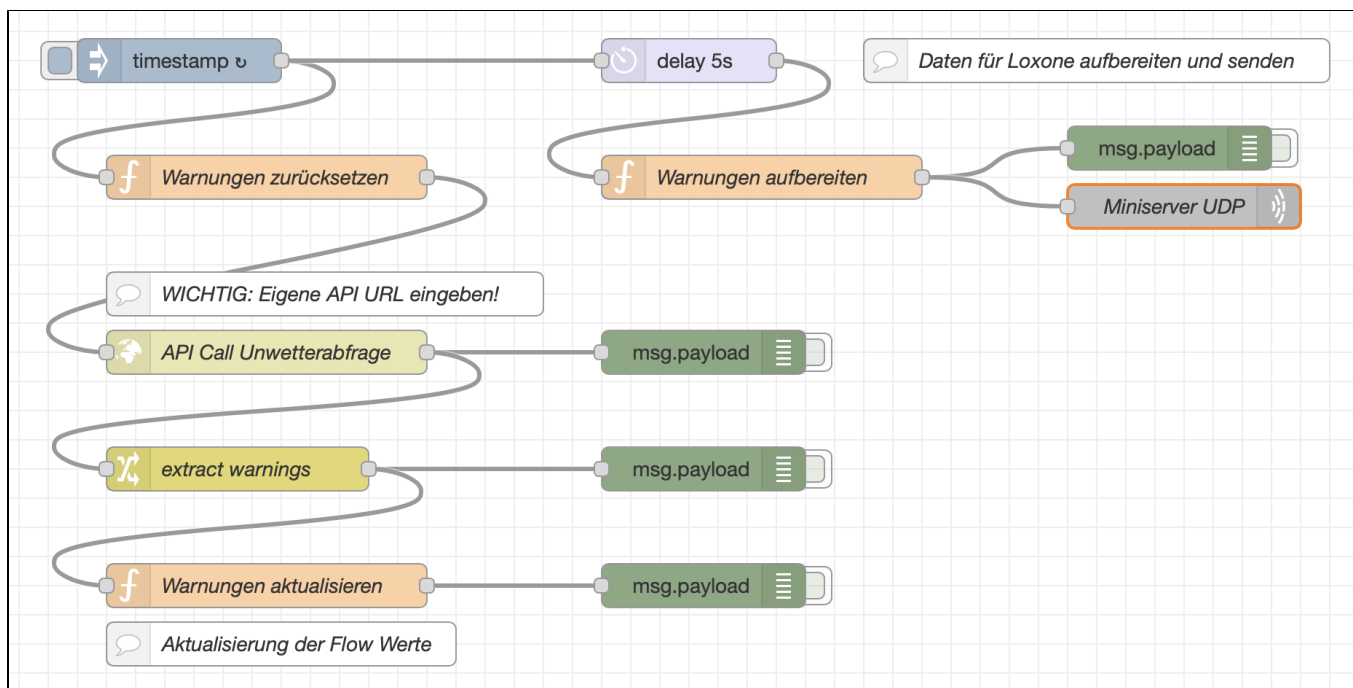 timestamp ↻
delay 5s
Daten für Loxone aufbereiten und senden
msg.payload
Warnungen zurücksetzen
Warnungen aufbereiten
Miniserver UDP
WICHTIG: Eigene API URL eingeben!
API Call Unwetterabfrage
msg.payload
extract warnings
msg.payload
Warnungen aktualisieren
msg.payload
Aktualisierung der Flow Werte